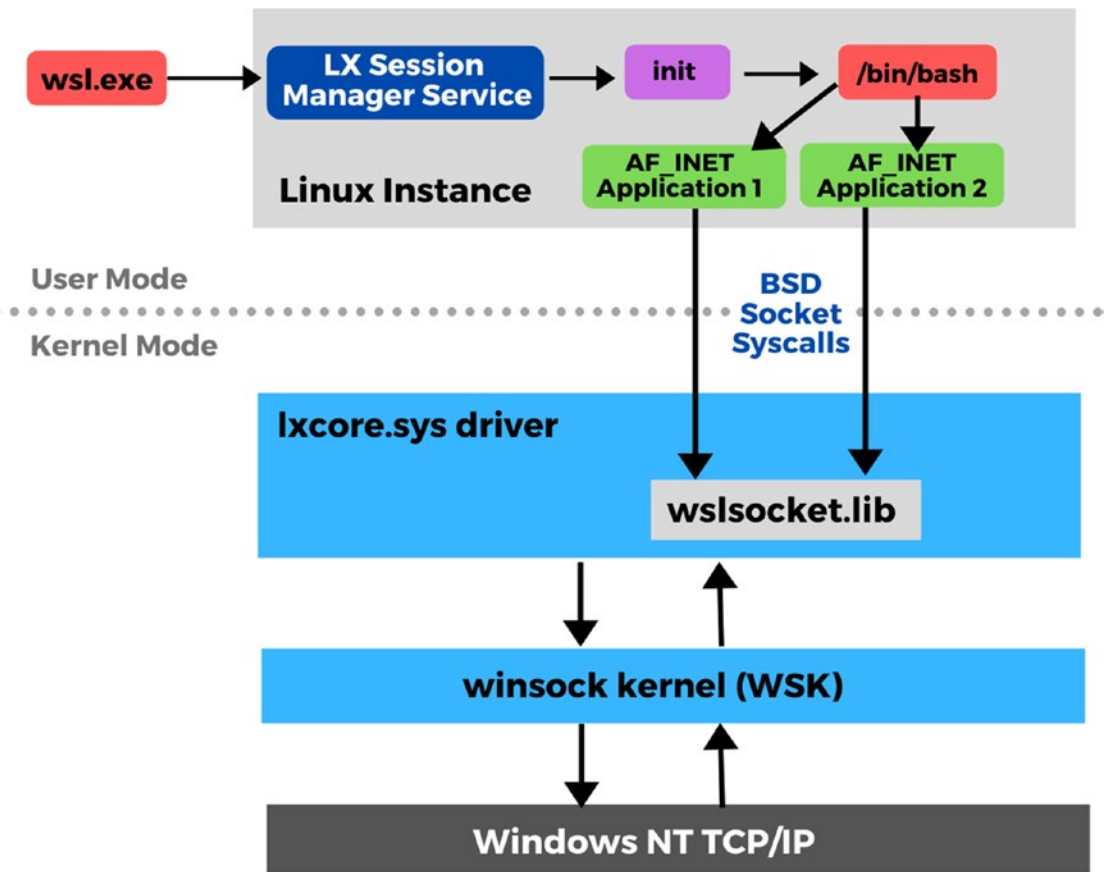 wsl.exe
LX Session
Manager Service
init
/bin/bash
AF_INET
Application 1
AF_INET
Application 2
Linux Instance
User Mode
BSD
Socket
Syscalls
Kernel Mode
lxcore.sys driver
wslsocket.lib
winsock kernel (WSK)
Windows NT TCP/IP